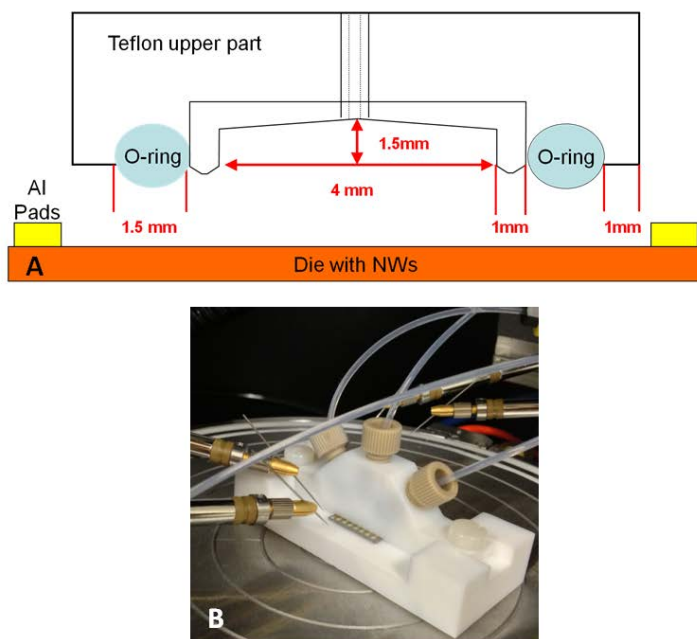 Teflon upper part
O-ring
O-ring
1.5mm
4 mm
Al
Pads
1.5 mm
1mm
1mm
A
Die with NWs
B